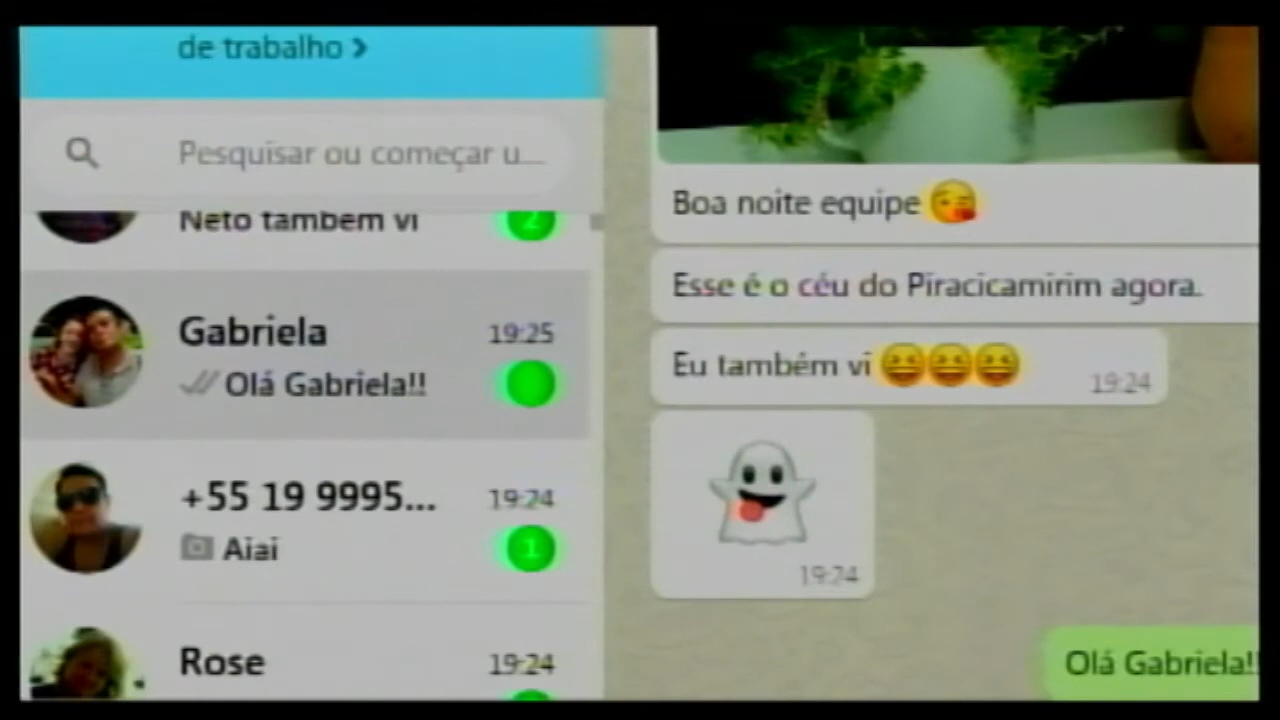 de trabalho >
Pesquisar ou começar u...
Neto também vi
2
Gabriela
19:25
Olá Gabriela!!
+55 19 9995...
19:24
Aiai
1
Rose
19:24
Boa noite equipe 😘
Esse é o céu do Piracicamirim agora.
Eu também vi 😆😆😆
19:24
19:24
Olá Gabriela!!